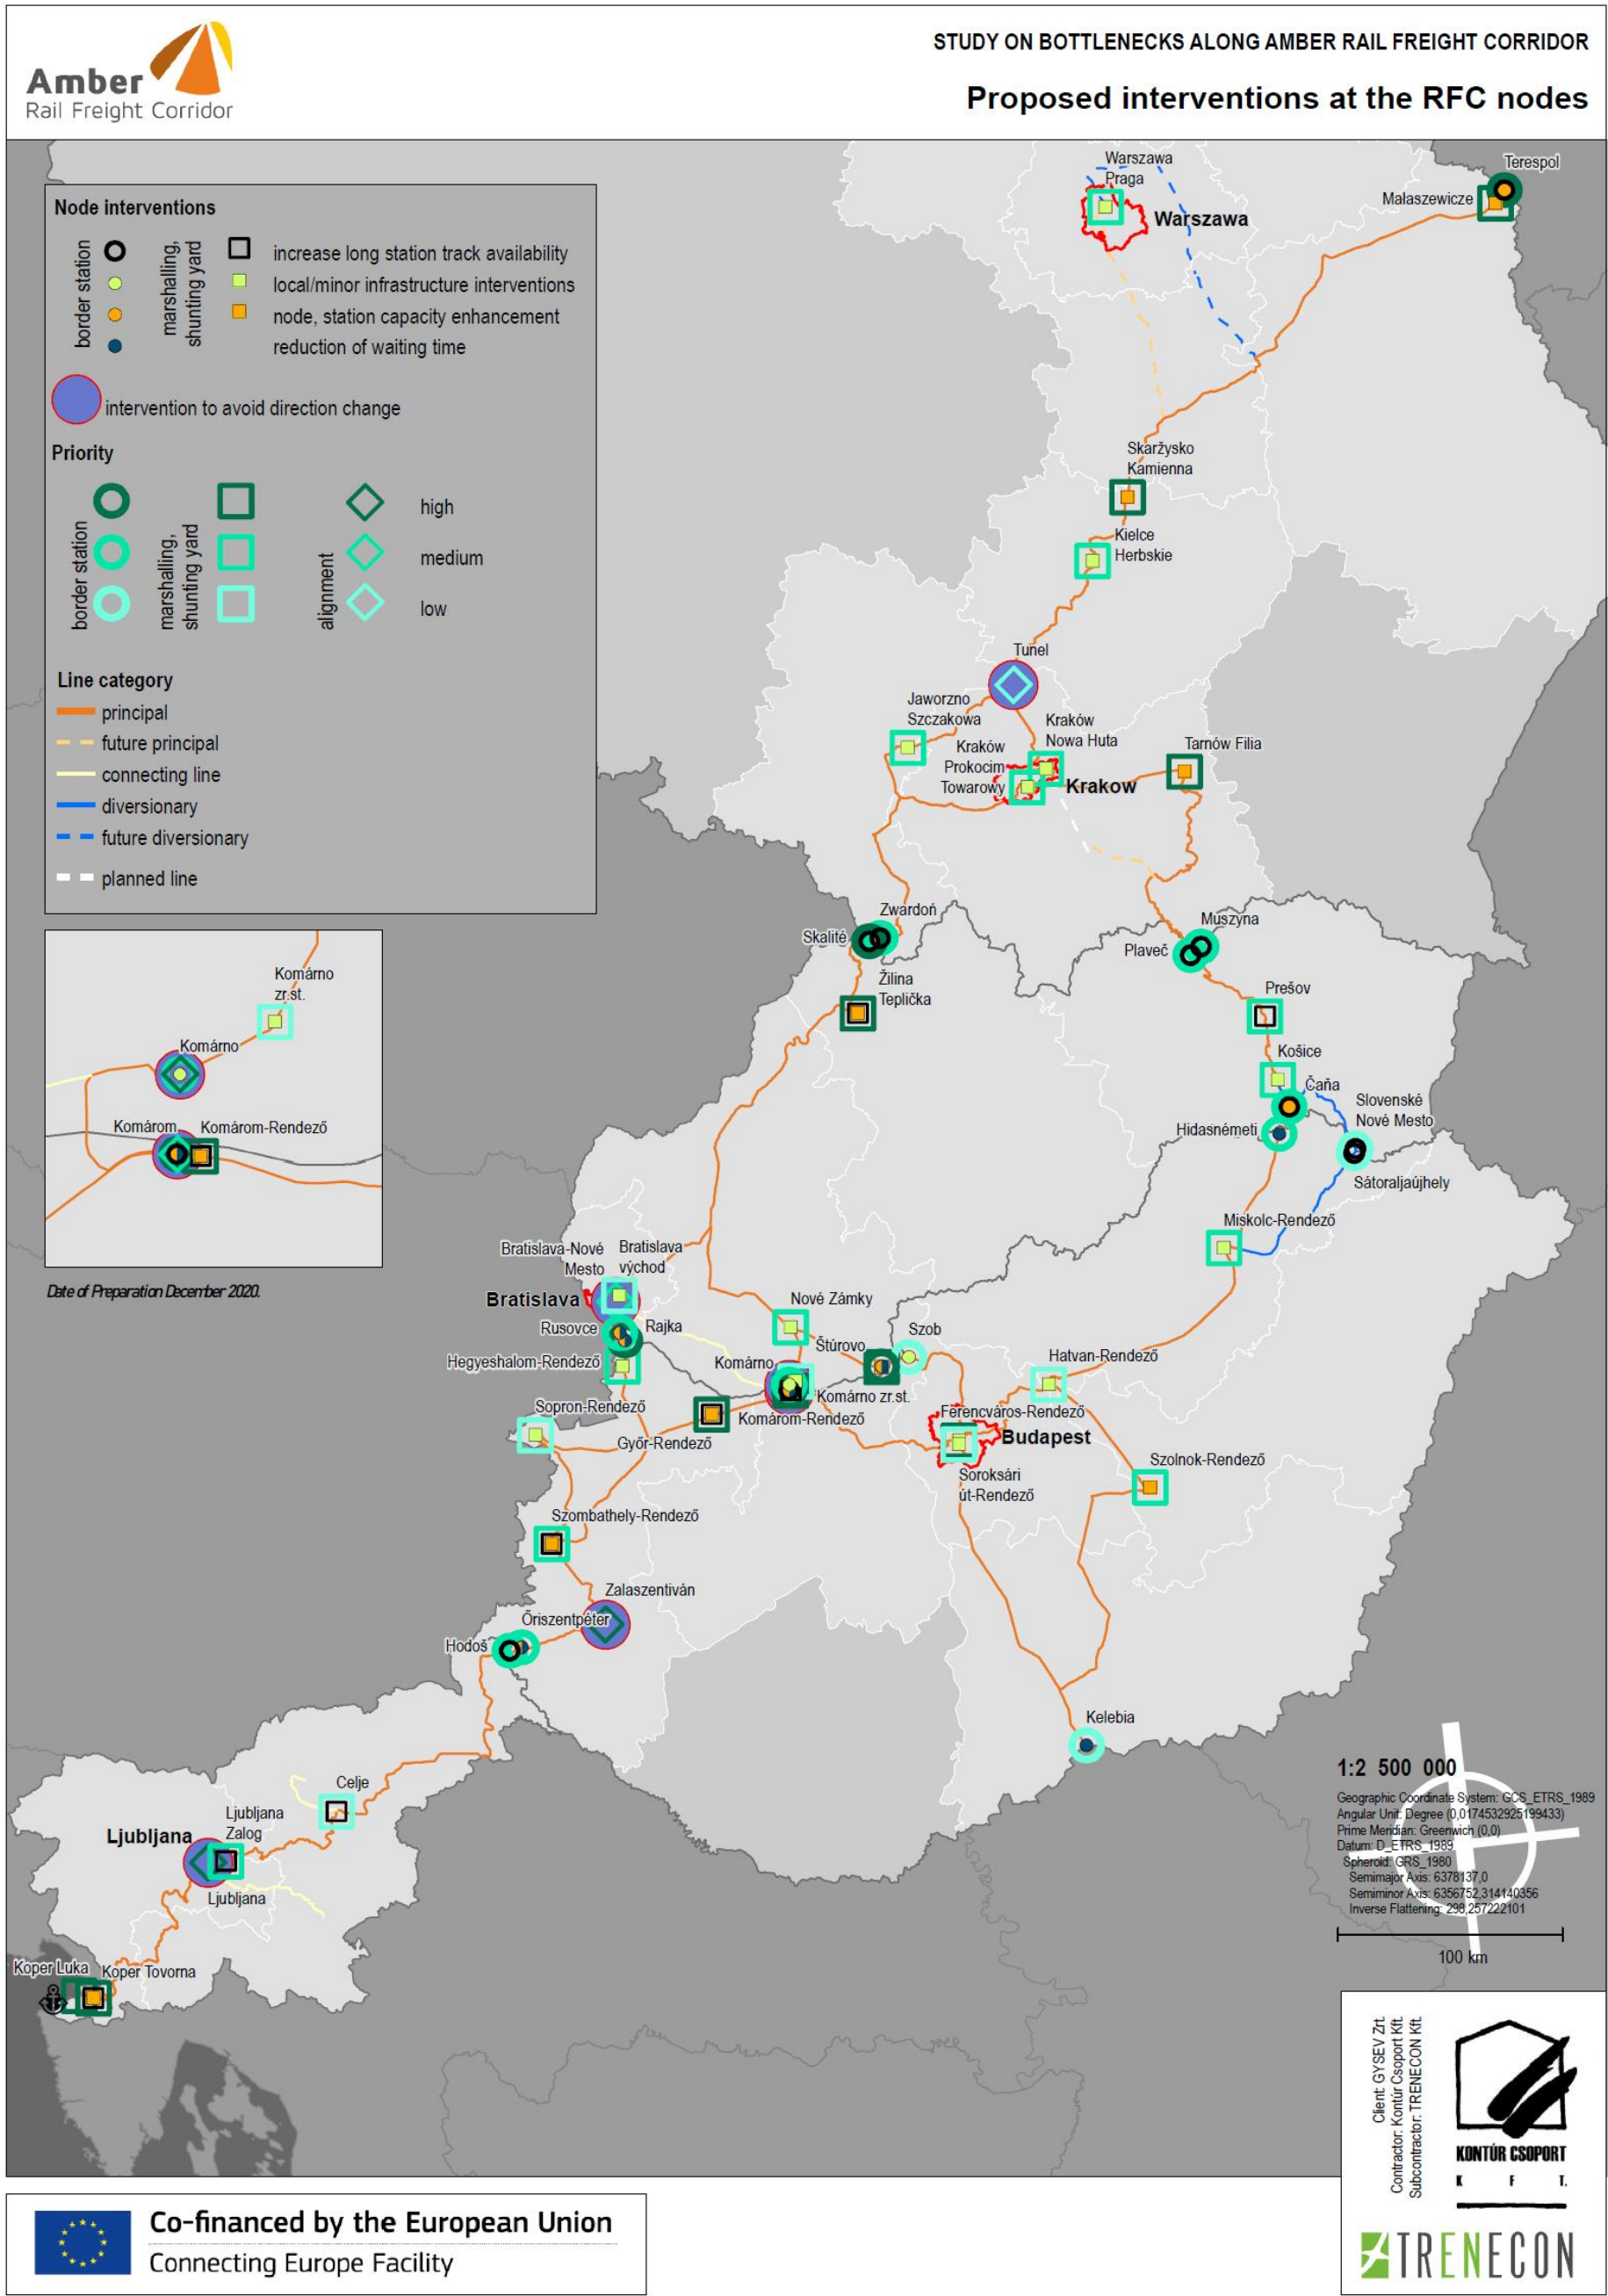 Amber
Rail Freight Corridor
STUDY ON BOTTLENECKS ALONG AMBER RAIL FREIGHT CORRIDOR
Proposed interventions at the RFC nodes
Node interventions
border station
marshalling,
shunting yard
increase long station track availability
local/minor infrastructure interventions
node, station capacity enhancement
reduction of waiting time
intervention to avoid direction change
Priority
border station
marshalling,
shunting yard
alignment
high
medium
low
Line category
principal
future principal
connecting line
diversionary
future diversionary
planned line
Komárno
zr.st.
Komárno
Komárom
Komárom-Rendező
Date of Preparation December 2020.
Warszawa
Praga
Warszawa
Terespol
Małaszewicze
Skarżysko
Kamienna
Kielce
Herbskie
Tunel
Jaworzno
Szczakowa
Kraków
Nowa Huta
Kraków
Prokocim
Towarowy
Krakow
Tarnów Filia
Zwardoń
Skalité
Žilina
Teplička
Muszyna
Plaveč
Prešov
Košice
Čaňa
Slovenské
Nové Mesto
Hidasnémeti
Sátoraljaújhely
Miskolc-Rendező
Bratislava-Nové
Mesto
Bratislava
východ
Bratislava
Rusovce
Rajka
Hegyeshalom-Rendező
Nové Zámky
Štúrovo
Szob
Komárno
Komárno zr.st.
Komárom-Rendező
Hatvan-Rendező
Ferencváros-Rendező
Budapest
Soroksári
út-Rendező
Sopron-Rendező
Győr-Rendező
Szolnok-Rendező
Szombathely-Rendező
Zalaszentiván
Őriszentpéter
Hodoš
Kelebia
Celje
Ljubljana
Zalog
Ljubljana
Ljubljana
Koper Luka
Koper Tovorna
1:2 500 000
Geographic Coordinate System: GCS_ETRS_1989
Angular Unit: Degree (0,0174532925199433)
Prime Meridian: Greenwich (0,0)
Datum: D_ETRS_1989
Spheroid: GRS_1980
Semimajor Axis: 6378137,0
Semiminor Axis: 6356752,314140356
Inverse Flattening: 298,257222101
100 km
Client: GYSEV Zrt.
Contractor: Kontúr Csoport Kft.
Subcontractor: TRENECON Kft.
KONTÚR CSOPORT
K F T.
TRENECON
Co-financed by the European Union
Connecting Europe Facility